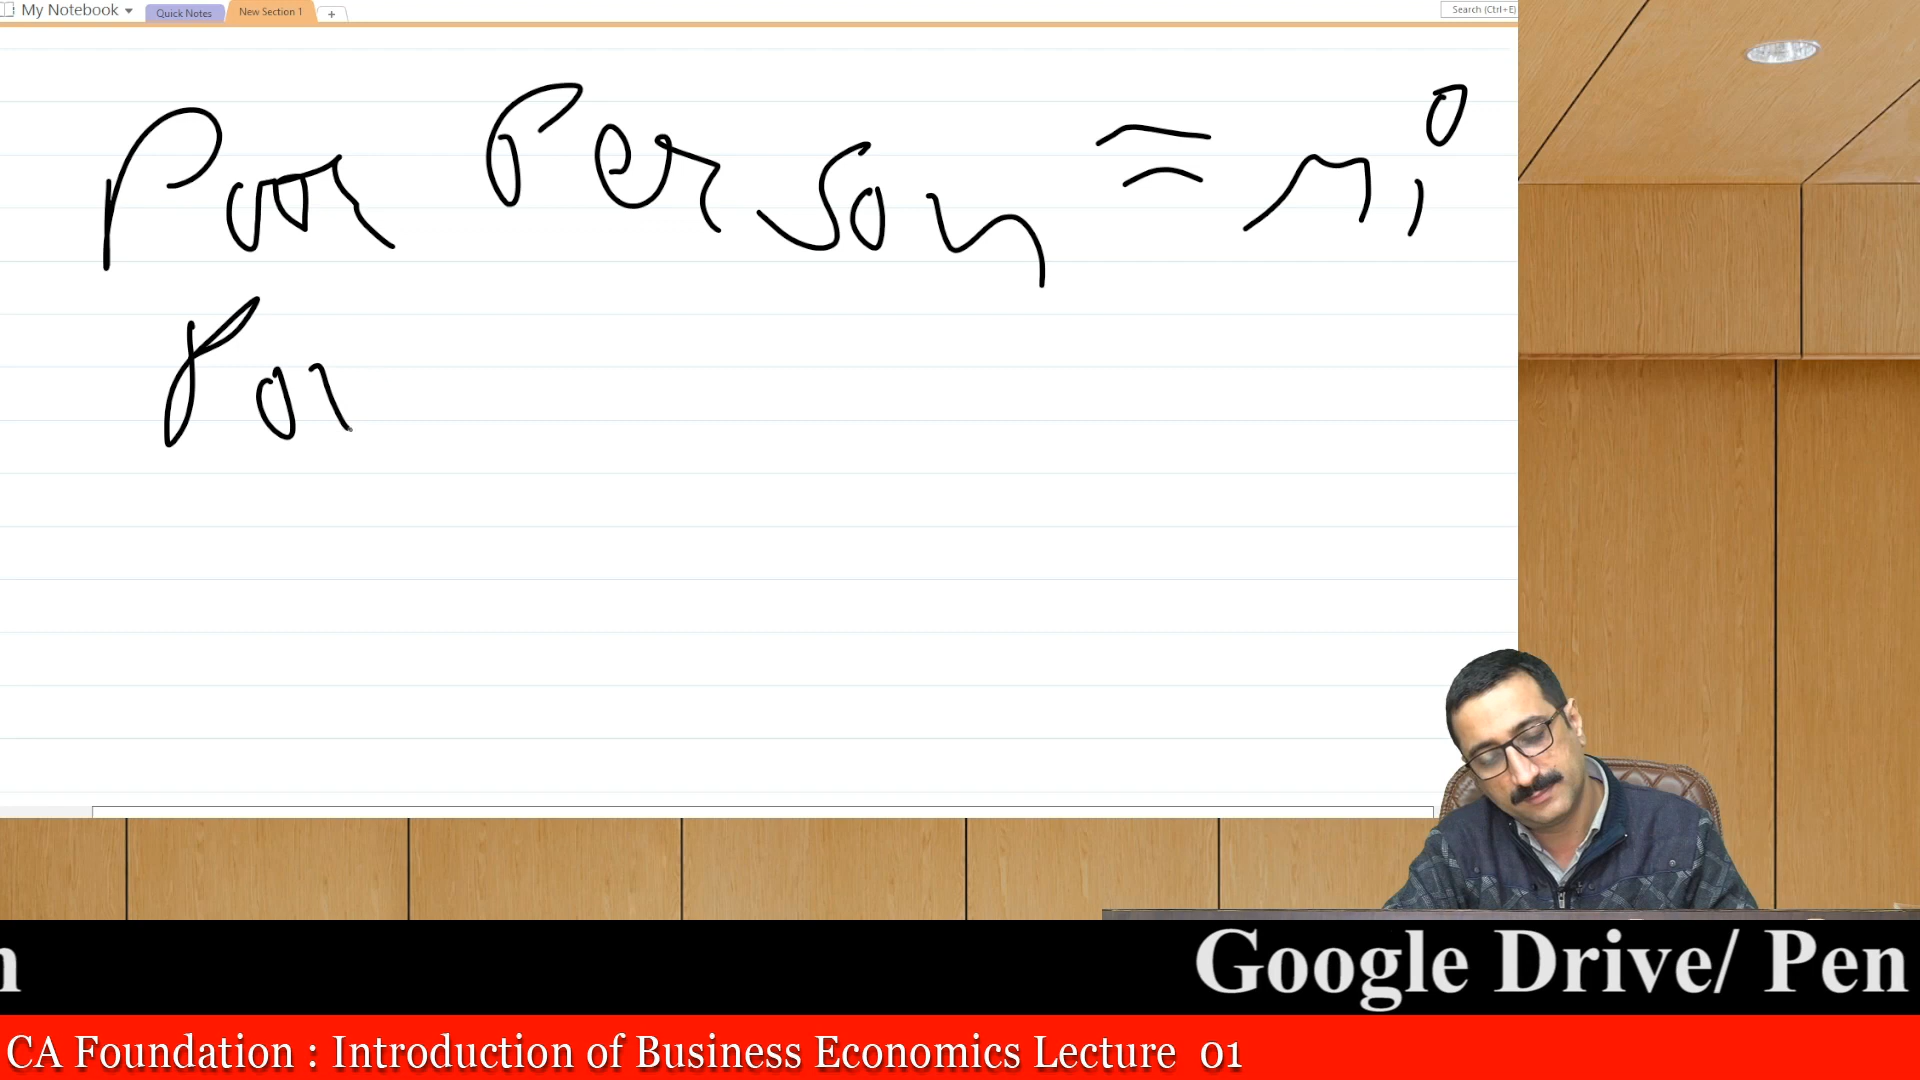 My Notebook
Quick Notes
New Section 1
+
Search (Ctrl+E)
Poor Person =
n
Google Drive/ Pen
CA Foundation : Introduction of Business Economics Lecture 01